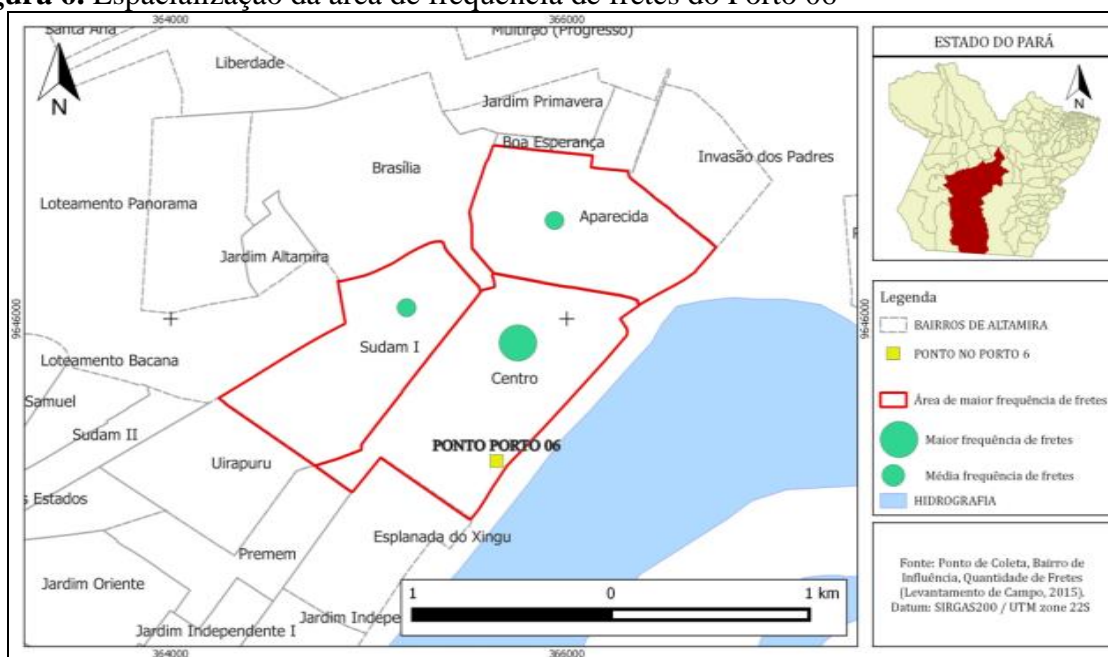 gura 6. Espacialização da área de frequência de fretes do Porto 06
364000
366000
Santa Ana
Multirão (Progresso)
Liberdade
N
Jardim Primavera
Boa Esperança
Invasão dos Padres
Brasília
Aparecida
Loteamento Panorama
Jardim Altamira
9646000
9646000
Sudam I
Loteamento Bacana
Centro
Samuel
Sudam II
PONTO PORTO 06
Uirapuru
s Estados
Esplanada do Xingu
Premem
Jardim Oriente
Jardim Indepe
Jardim Independente I
1
0
1 km
364000
366000
ESTADO DO PARÁ
N
Legenda
BAIRROS DE ALTAMIRA
PONTO NO PORTO 6
Área de maior frequência de fretes
Maior frequência de fretes
Média frequência de fretes
HIDROGRAFIA
Fonte: Ponto de Coleta, Bairro de
Influência, Quantidade de Fretes
(Levantamento de Campo, 2015).
Datum: SIRGAS200 / UTM zone 22S